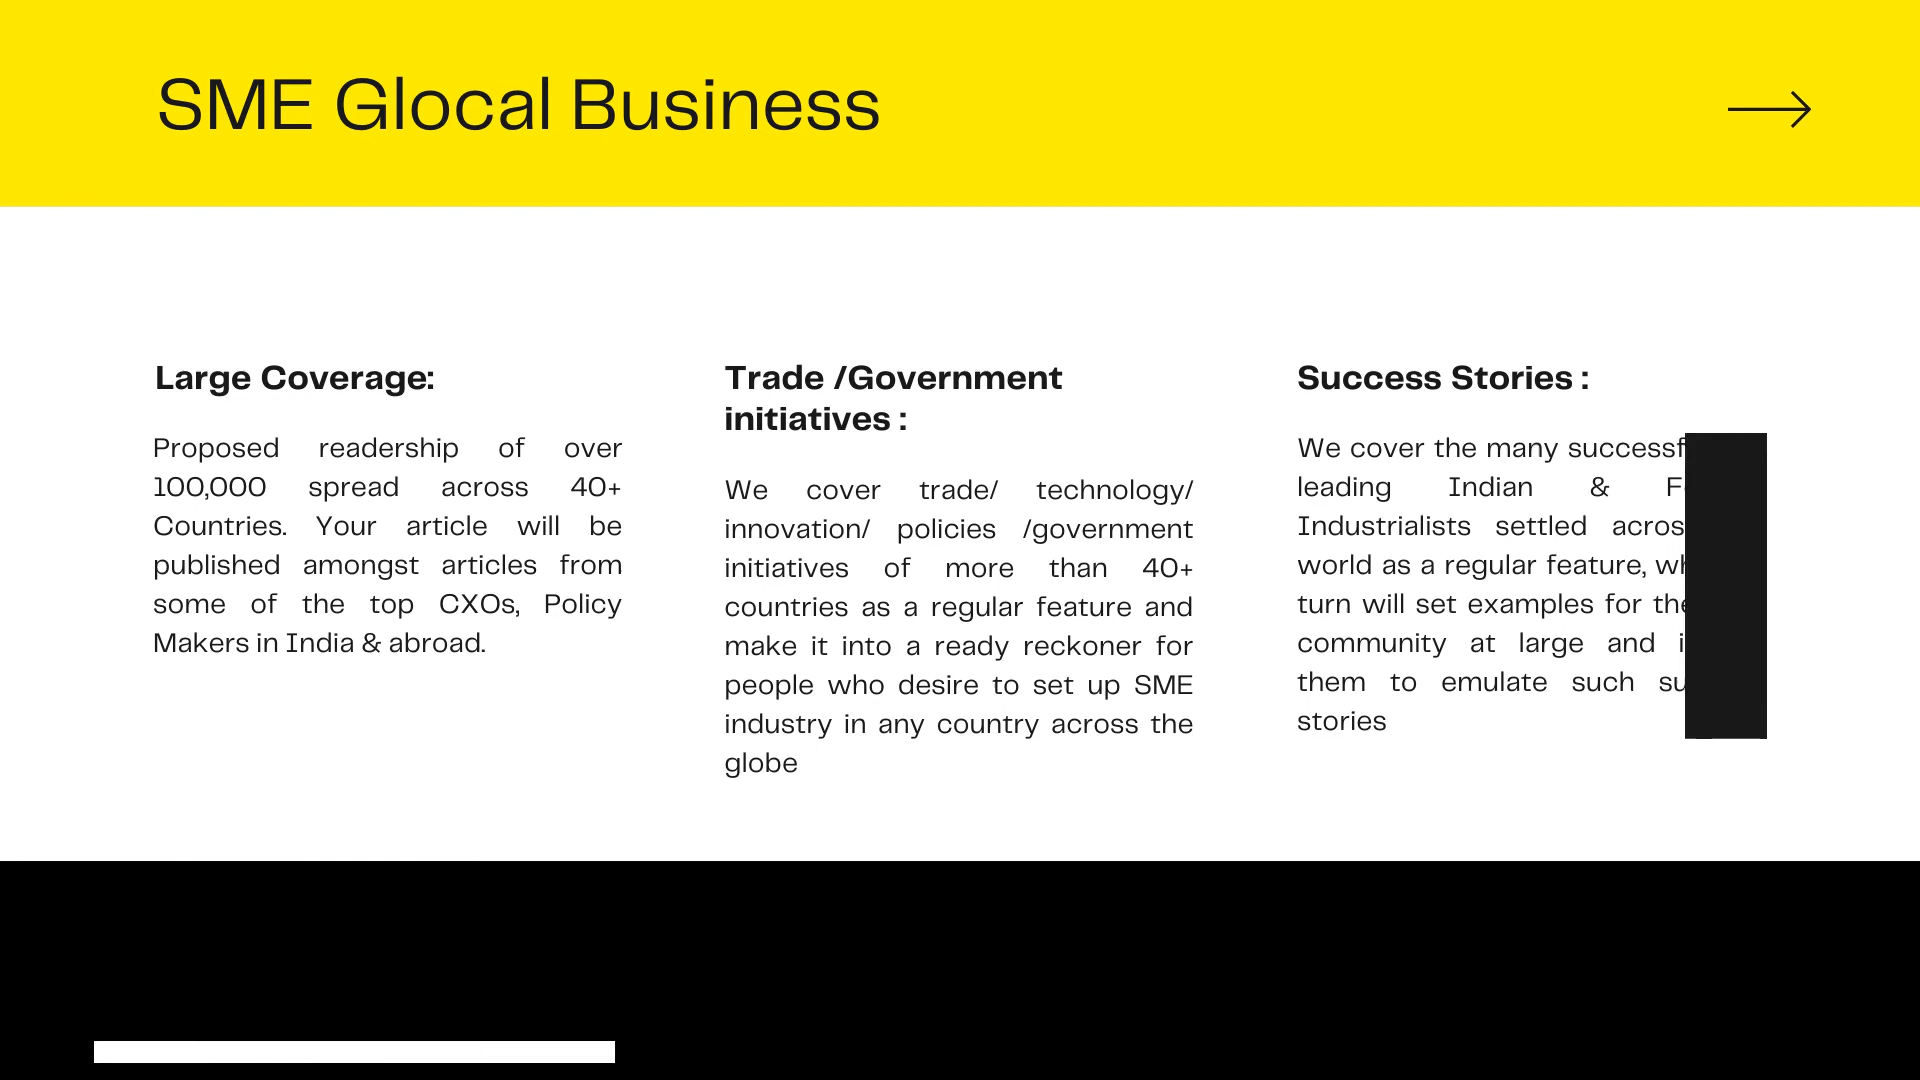 SME Glocal Business
Large Coverage:
Proposed readership of over
100,000 spread across 40+
Countries. Your article will be
published amongst articles from
some of the top CXOs, Policy
Makers in India & abroad.
Trade /Government
initiatives :
We cover trade/ technology/
innovation/ policies /government
initiatives of more than 40+
countries as a regular feature and
make it into a ready reckoner for
people who desire to set up SME
industry in any country across the
globe
Success Stories :
We cover the many
leading Indian &
Industrialists settled
world as a regular feature,
turn will set examples for
community at large and
them to emulate such
stories